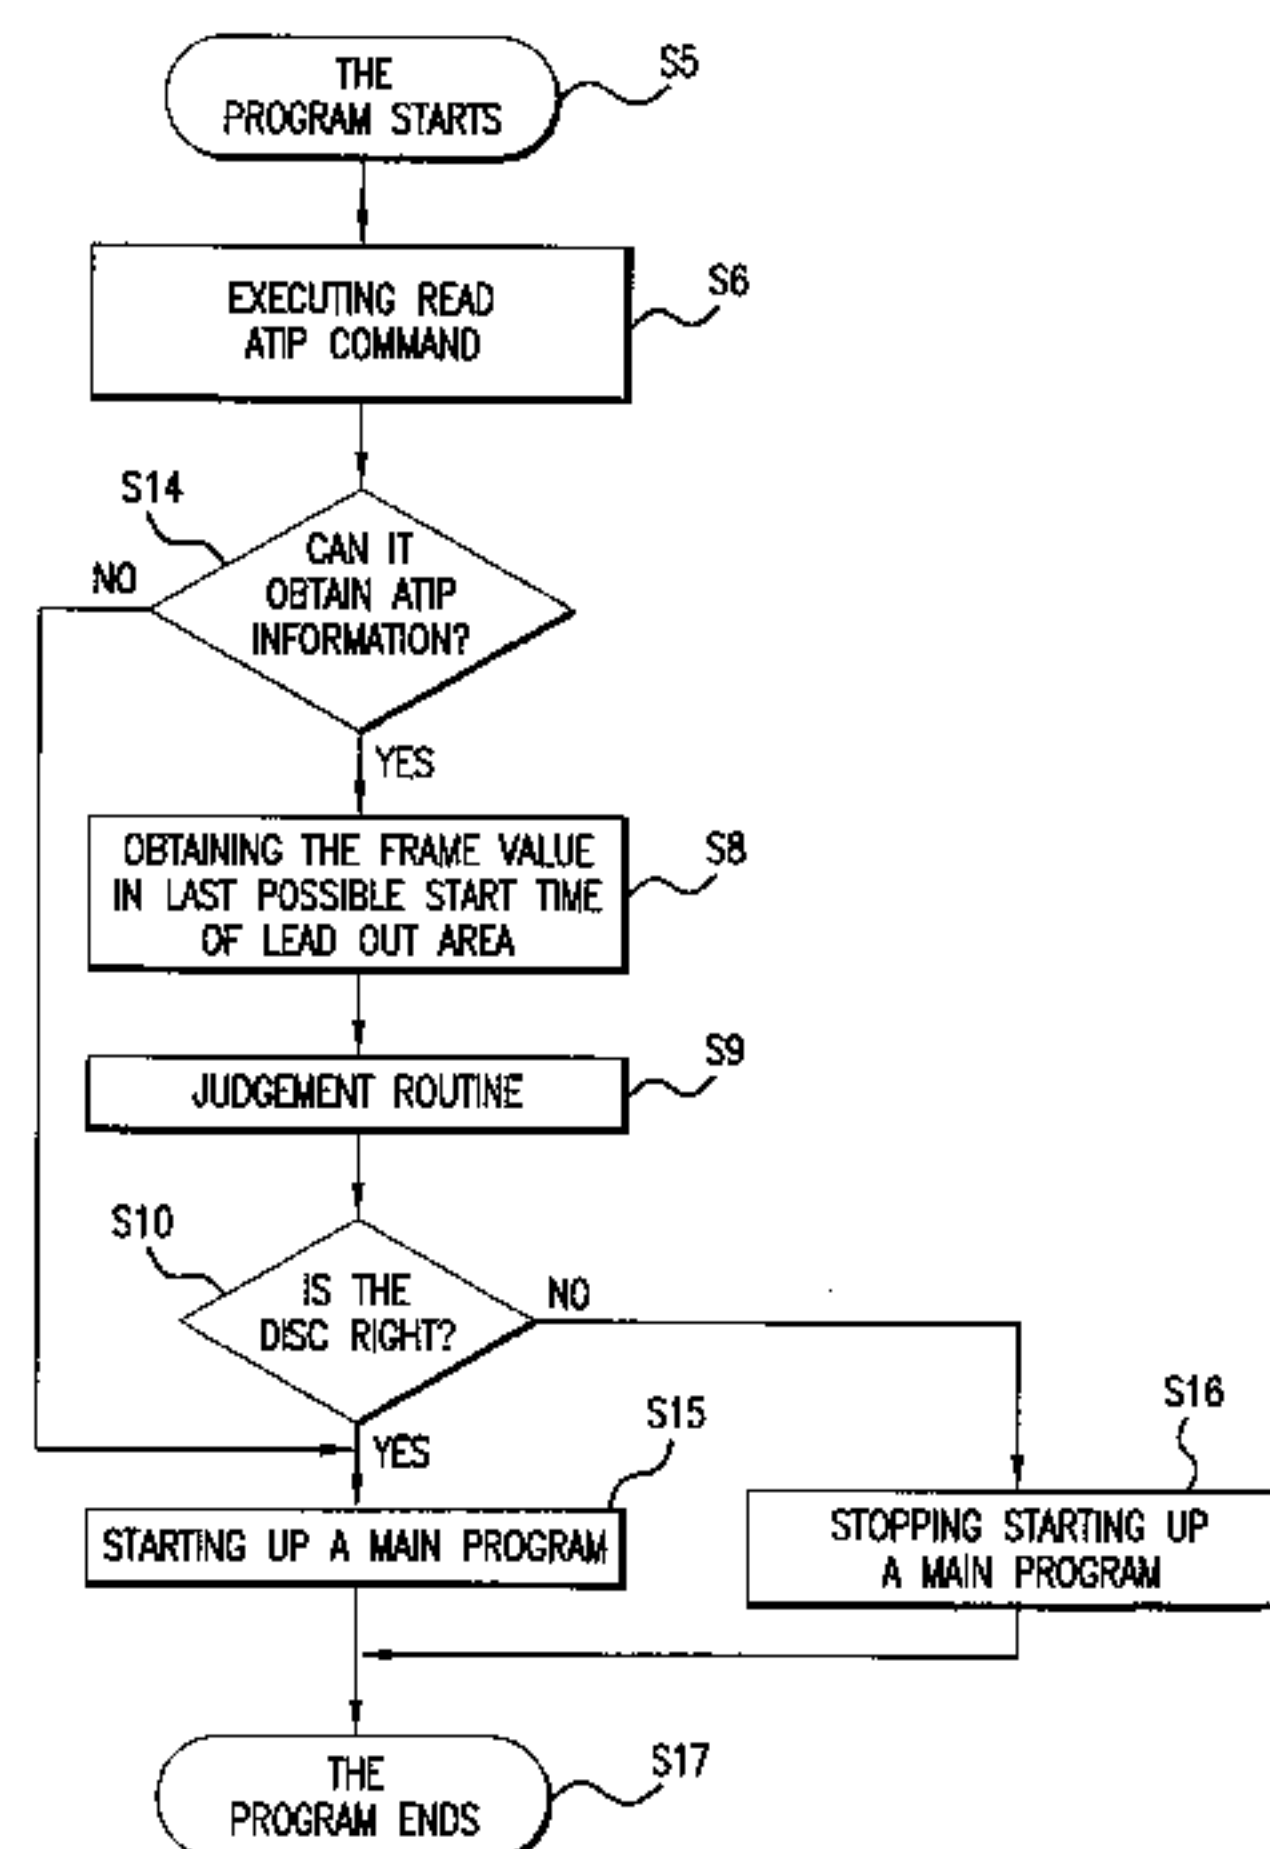 THE
PROGRAM STARTS
S5
EXECUTING READ
ATIP COMMAND
S6
S14
CAN IT
OBTAIN ATIP
INFORMATION?
NO
YES
OBTAINING THE FRAME VALUE
IN LAST POSSIBLE START TIME
OF LEAD OUT AREA
S8
JUDGEMENT ROUTINE
S9
S10
IS THE
DISC RIGHT?
NO
YES
S15
STARTING UP A MAIN PROGRAM
S16
STOPPING STARTING UP
A MAIN PROGRAM
THE
PROGRAM ENDS
S17